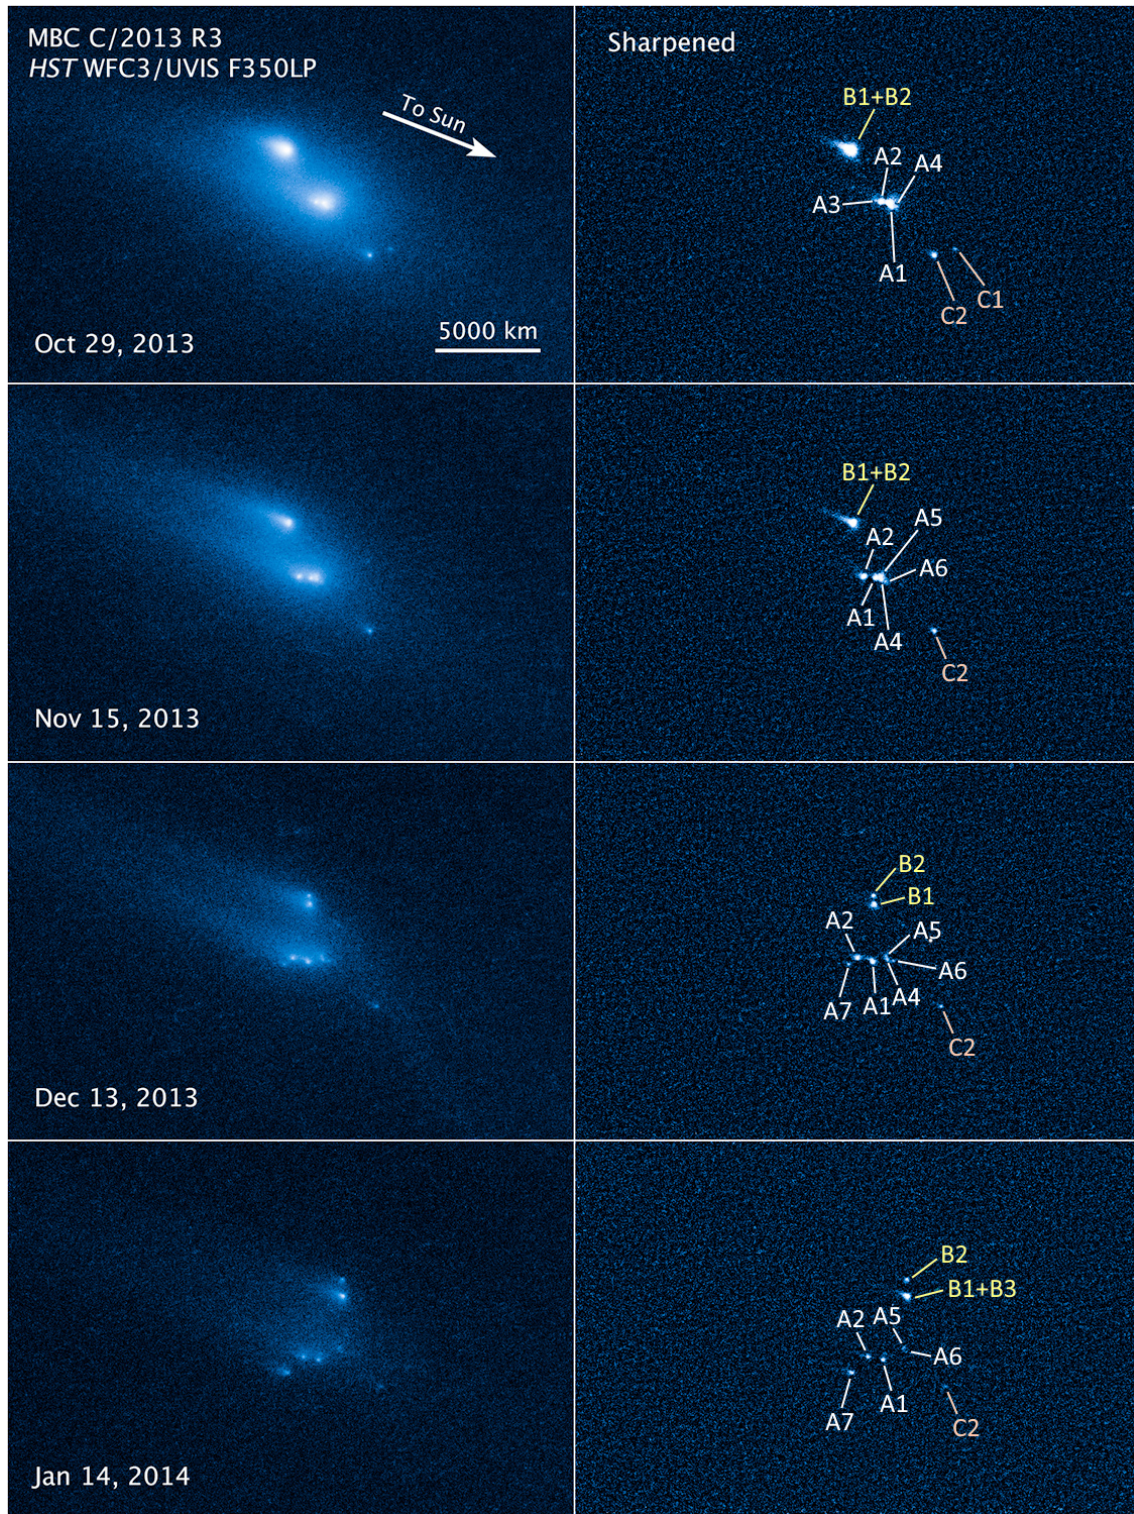 MBC C/2013 R3
HST WFC3/UVIS F350LP
To Sun
5000 km
Oct 29, 2013
Sharpened
B1+B2
A2
A4
A3
A1
C1
C2
Nov 15, 2013
B1+B2
A5
A2
A6
A1
A4
C2
Dec 13, 2013
B2
B1
A2
A5
A6
A7
A1
A4
C2
Jan 14, 2014
B2
B1+B3
A2
A5
A6
A1
A7
C2